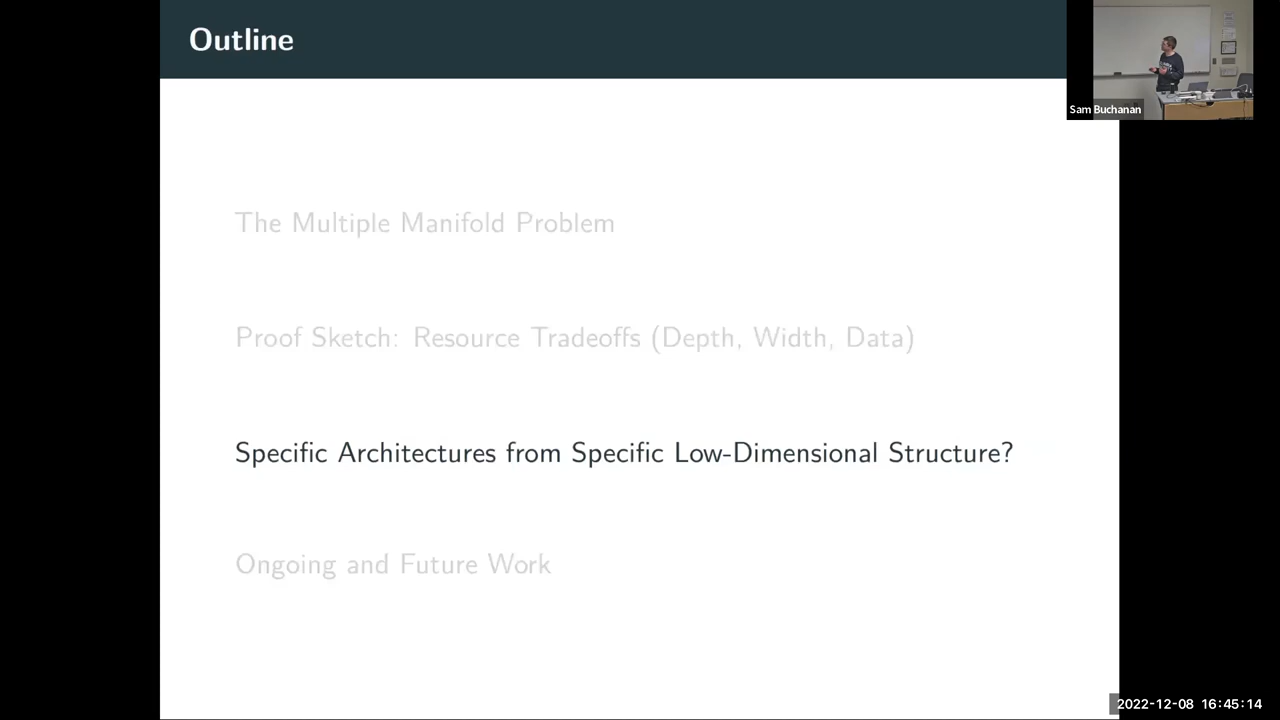 Outline
Sam Buchanan
The Multiple Manifold Problem
Proof Sketch: Resource Tradeoffs (Depth, Width, Data)
Specific Architectures from Specific Low-Dimensional Structure?
Ongoing and Future Work
2022-12-08 16:45:14